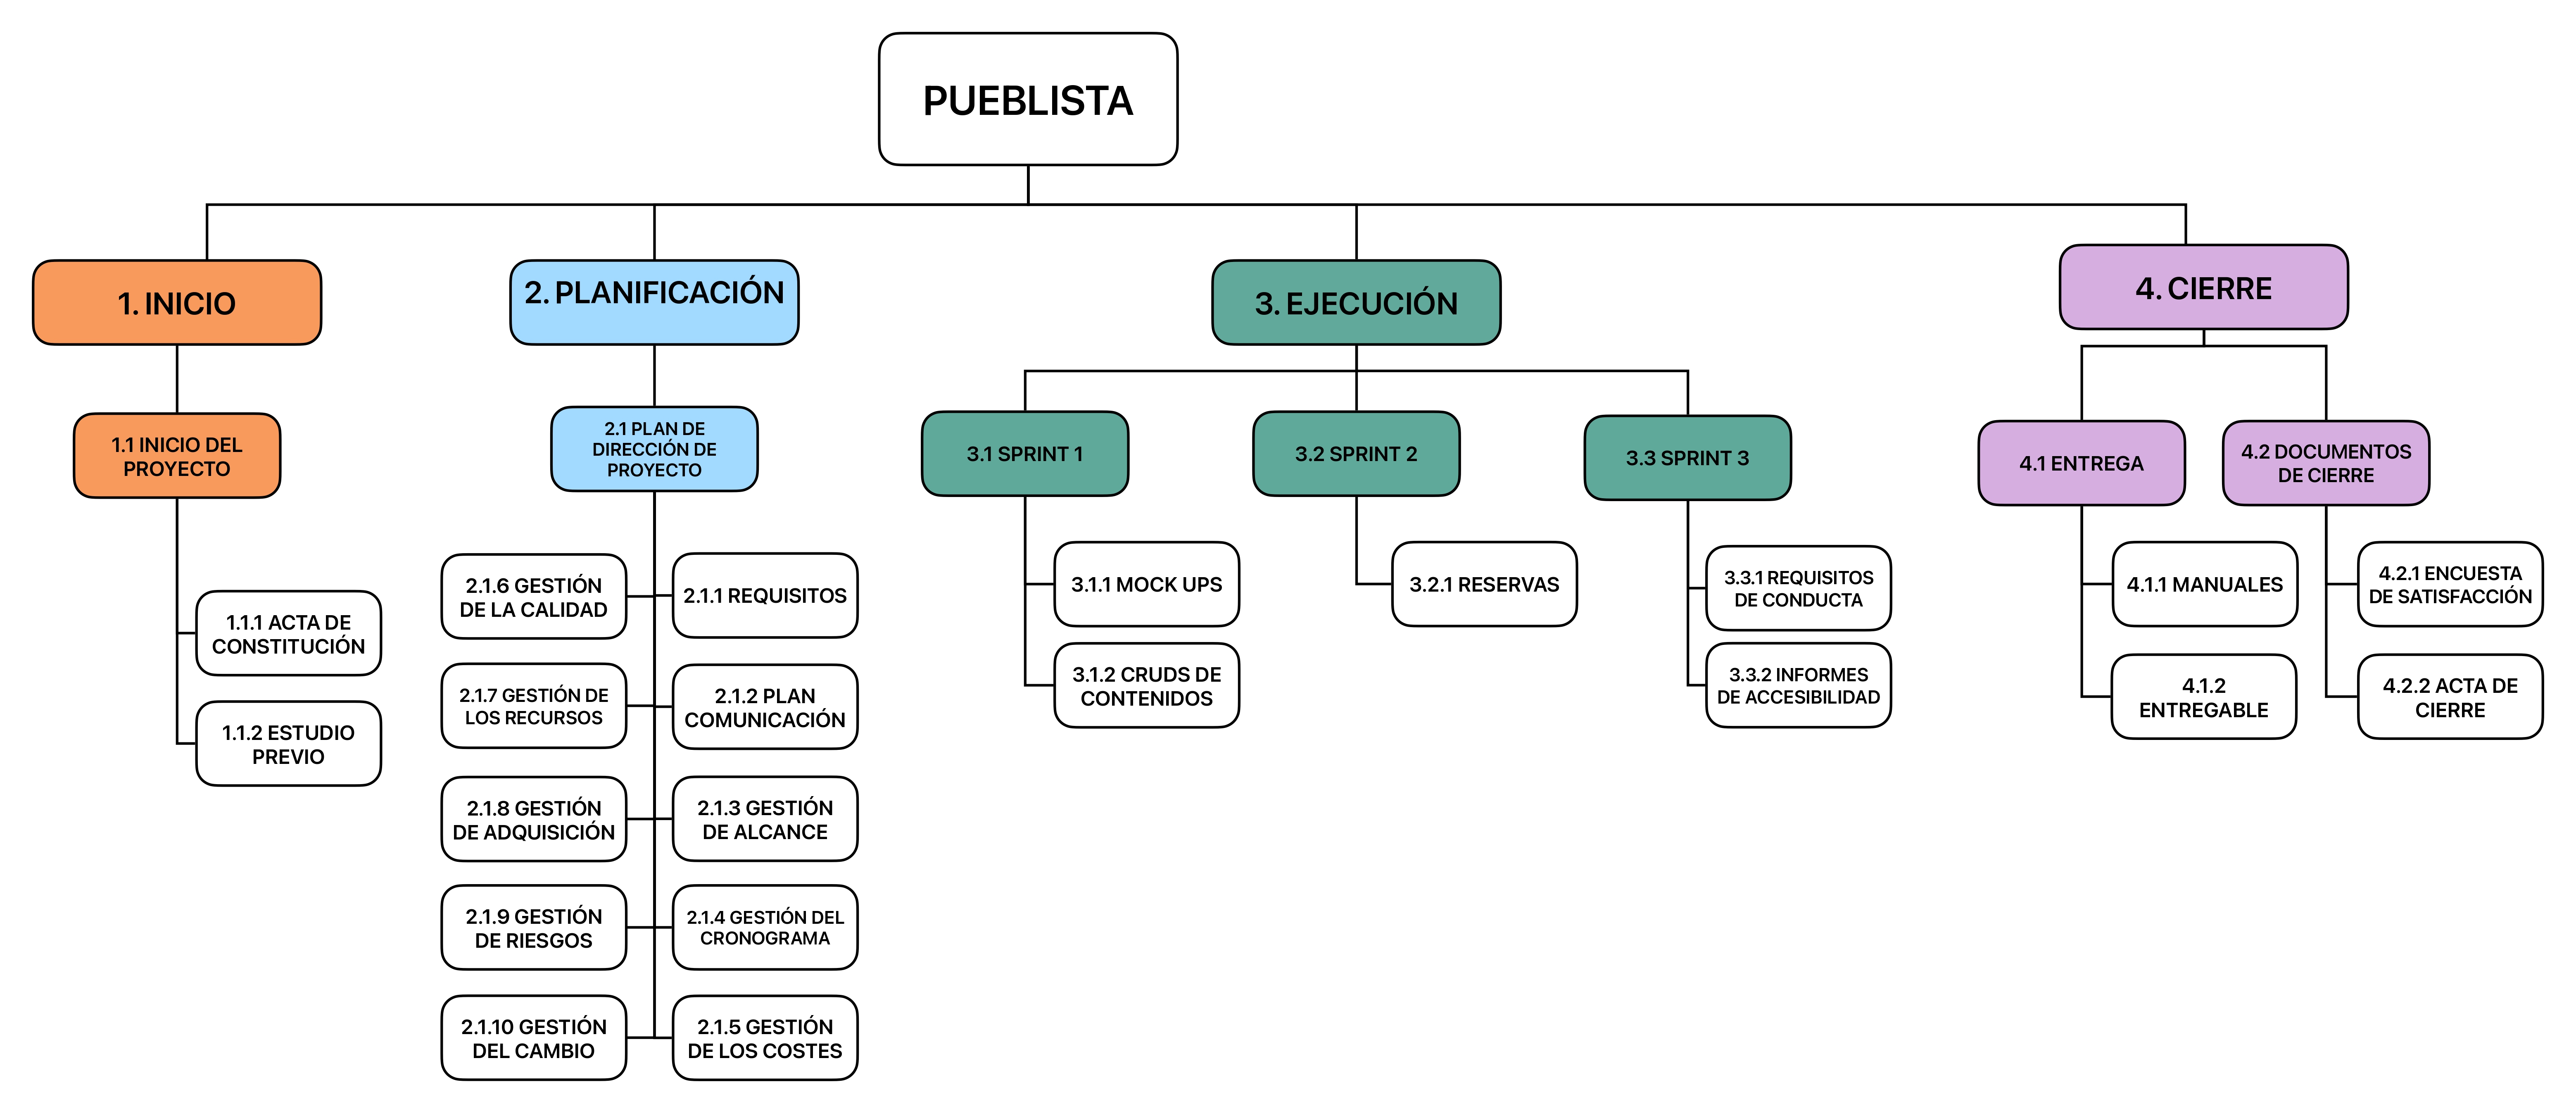 PUEBLISTA
1. INICIO
2. PLANIFICACIÓN
3. EJECUCIÓN
4. CIERRE
1.1 INICIO DEL
PROYECTO
2.1 PLAN DE
DIRECCIÓN DE
PROYECTO
3.1 SPRINT 1
3.2 SPRINT 2
3.3 SPRINT 3
4.1 ENTREGA
4.2 DOCUMENTOS
DE CIERRE
1.1.1 ACTA DE
CONSTITUCIÓN
1.1.2 ESTUDIO
PREVIO
2.1.6 GESTIÓN
DE LA CALIDAD
2.1.7 GESTIÓN DE
LOS RECURSOS
2.1.8 GESTIÓN
DE ADQUISICIÓN
2.1.9 GESTIÓN
DE RIESGOS
2.1.10 GESTIÓN
DEL CAMBIO
2.1.1 REQUISITOS
2.1.2 PLAN
COMUNICACIÓN
2.1.3 GESTIÓN
DE ALCANCE
2.1.4 GESTIÓN DEL
CRONOGRAMA
2.1.5 GESTIÓN
DE LOS COSTES
3.1.1 MOCK UPS
3.1.2 CRUDS DE
CONTENIDOS
3.2.1 RESERVAS
3.3.1 REQUISITOS
DE CONDUCTA
3.3.2 INFORMES
DE ACCESIBILIDAD
4.1.1 MANUALES
4.1.2
ENTREGABLE
4.2.1 ENCUESTA
DE SATISFACCIÓN
4.2.2 ACTA DE
CIERRE